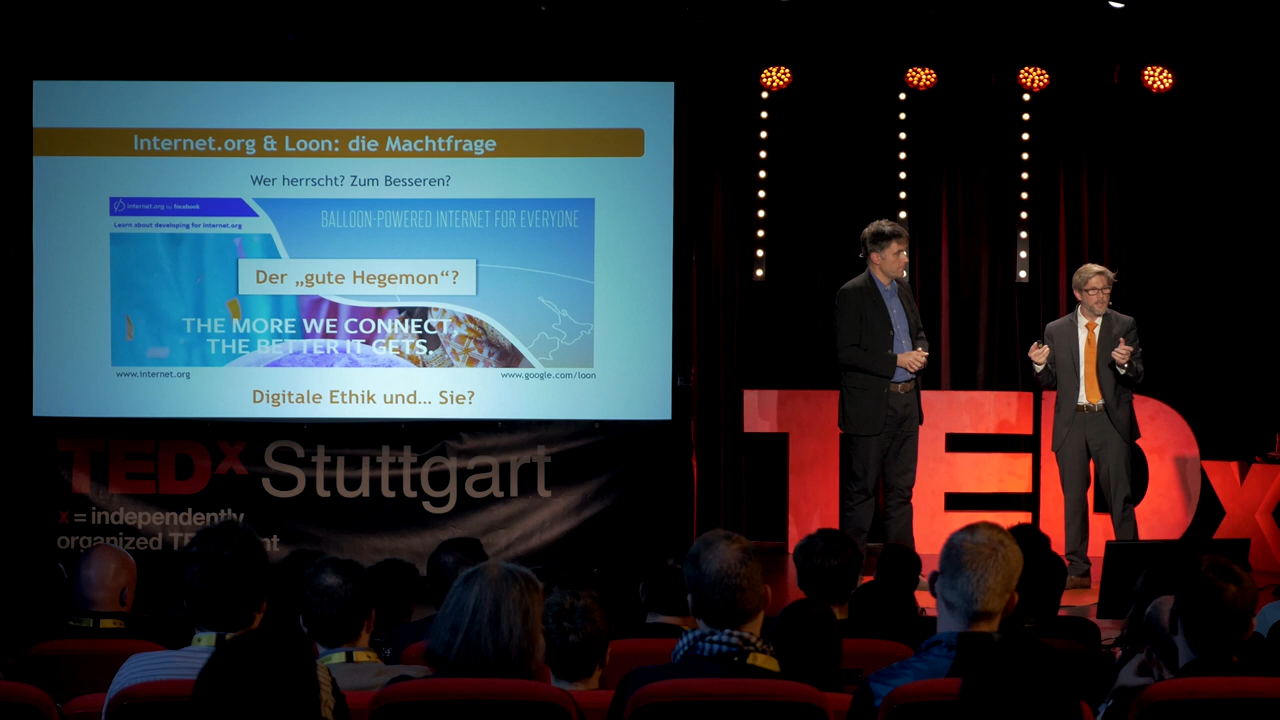 Internet.org & Loon: die Machtfrage
Wer herrscht? Zum Besseren?
internet.org by facebook
Learn about developing for Internet.org
BALLOON-POWERED INTERNET FOR EVERYONE
Der „gute Hegemon“?
THE MORE WE CONNECT
THE BETTER IT GETS.
www.internet.org
www.google.com/loon
Digitale Ethik und... Sie?
TEDx Stuttgart
x = independently
organized
TEDx